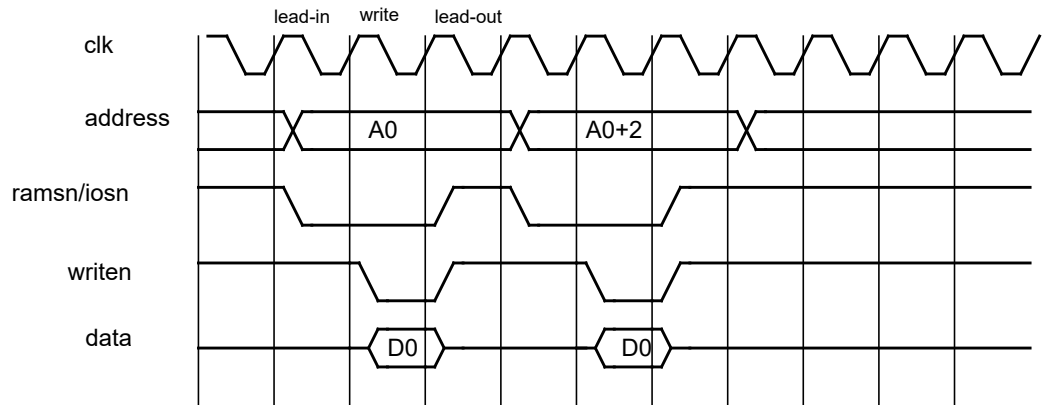 lead-in write lead-out
clk
address A0 A0+2
ramsn/iosn
writen
data D0 D0